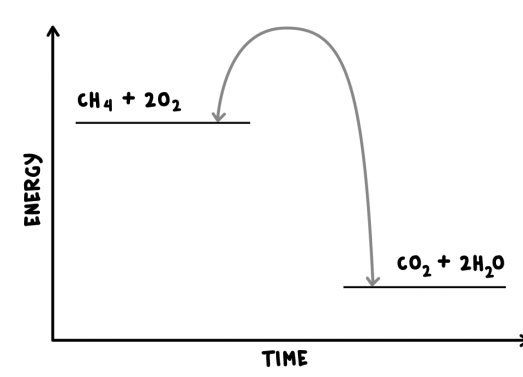 CH₄ + 2O₂
ENERGY
CO₂ + 2H₂O
TIME